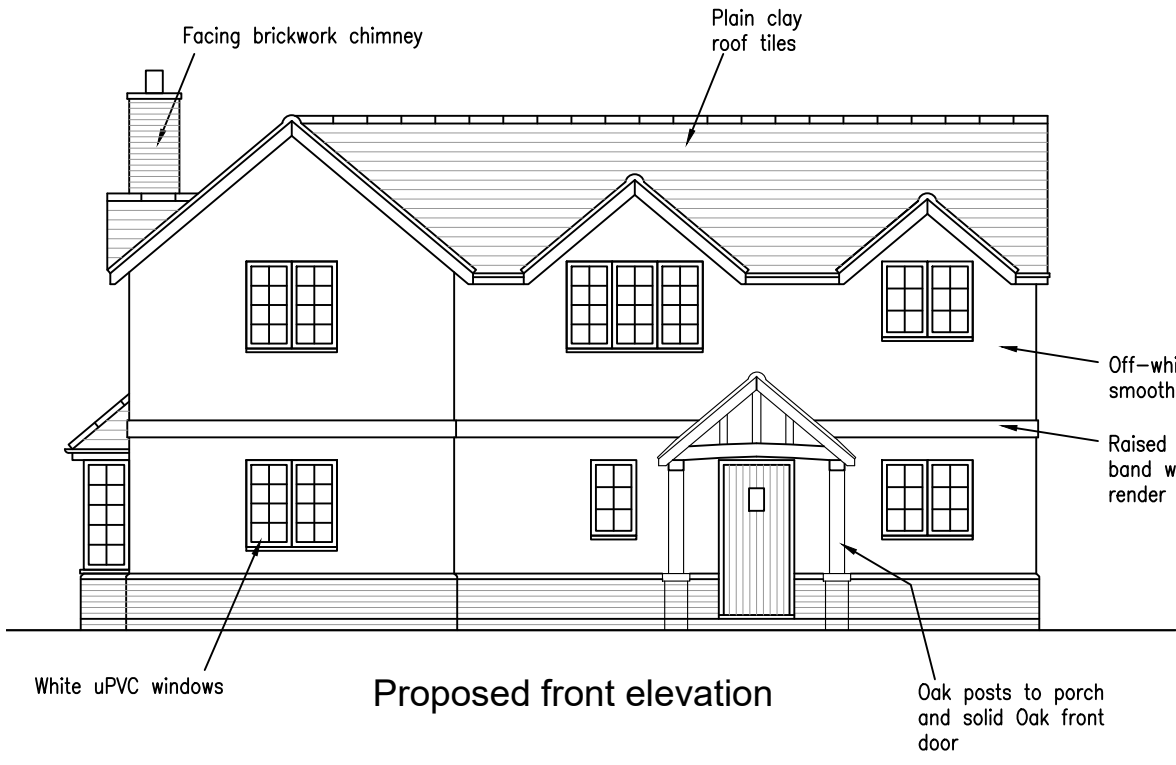 Facing brickwork chimney
Plain clay
roof tiles
smooth
Raised
render
band
White uPVC windows
Proposed front elevation
Oak posts to porch
and solid Oak front
door